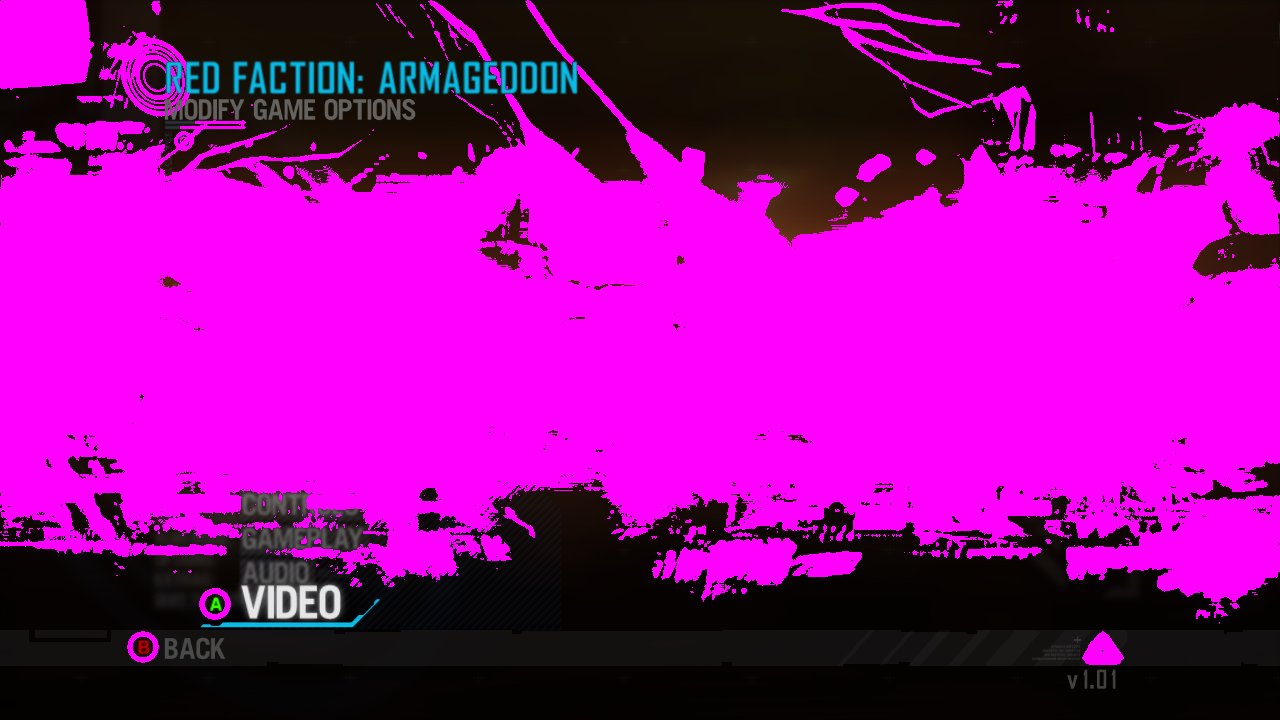 RED FACTION: ARMAGEDDON
MODIFY GAME OPTIONS
GAMEPLAY
AUDIO
A VIDEO
B BACK
v1.01